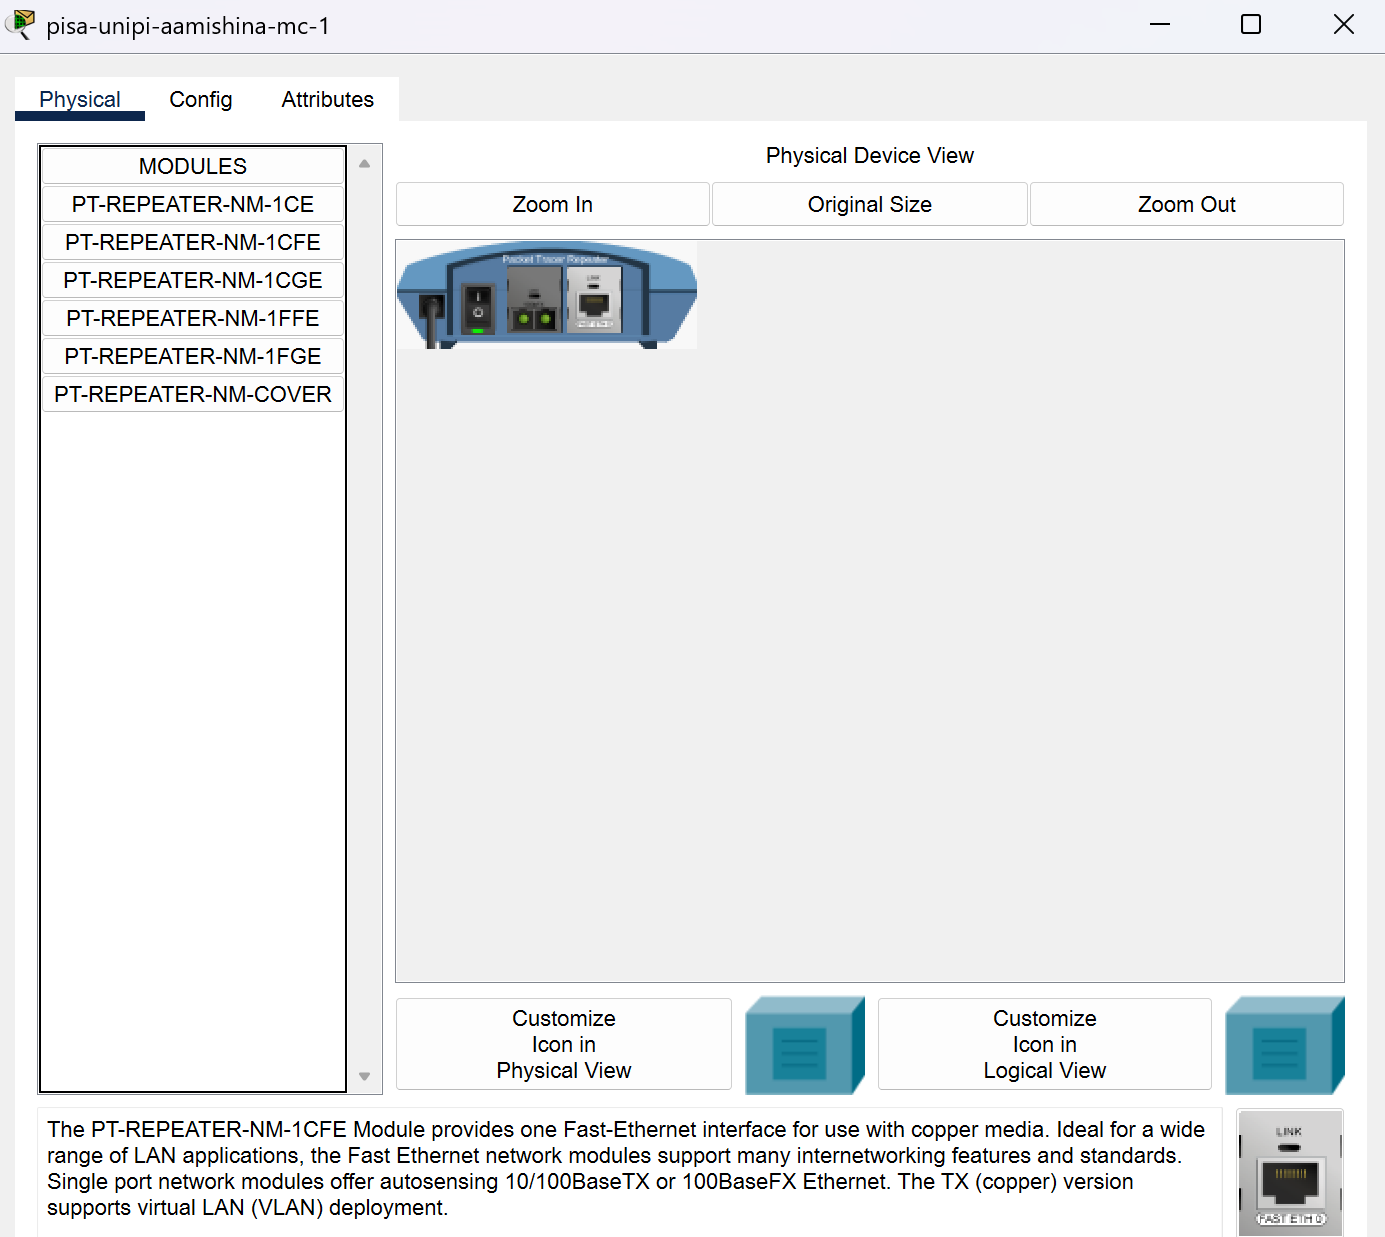 pisa-unipi-aamishina-mc-1
Physical Config Attributes
MODULES
PT-REPEATER-NM-1CE
PT-REPEATER-NM-1CFE
PT-REPEATER-NM-1CGE
PT-REPEATER-NM-1FFE
PT-REPEATER-NM-1FGE
PT-REPEATER-NM-COVER
Physical Device View
Zoom In Original Size Zoom Out
Packet Tracer Repeater
LINK
Customize
Icon in
Physical View
Customize
Icon in
Logical View
The PT-REPEATER-NM-1CFE Module provides one Fast-Ethernet interface for use with copper media. Ideal for a wide
range of LAN applications, the Fast Ethernet network modules support many internetworking features and standards.
Single port network modules offer autosensing 10/100BaseTX or 100BaseFX Ethernet. The TX (copper) version
supports virtual LAN (VLAN) deployment.
LINK
FAST ETH 0